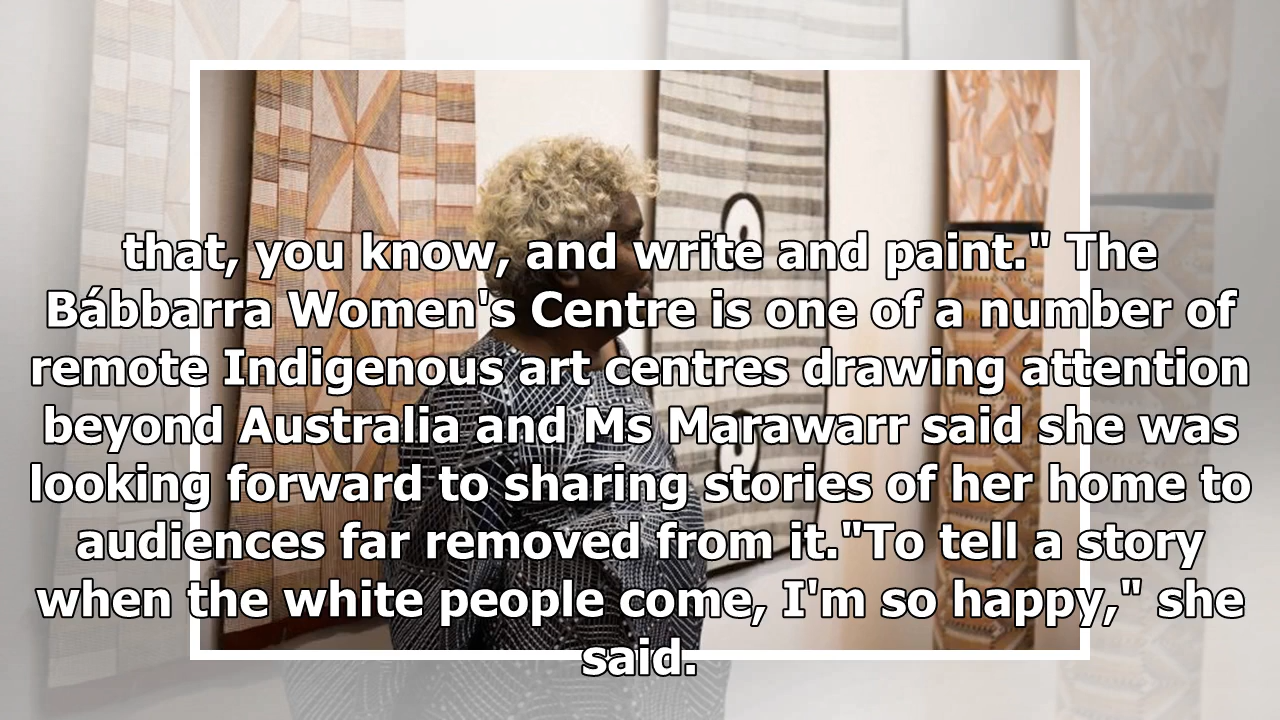 that, you know, and write and paint." The
Bábbarra Women's Centre is one of a number of
remote Indigenous art centres drawing attention
beyond Australia and Ms Marawarr said she was
looking forward to sharing stories of her home to
audiences far removed from it."To tell a story
when the white people come, I'm so happy," she
said.